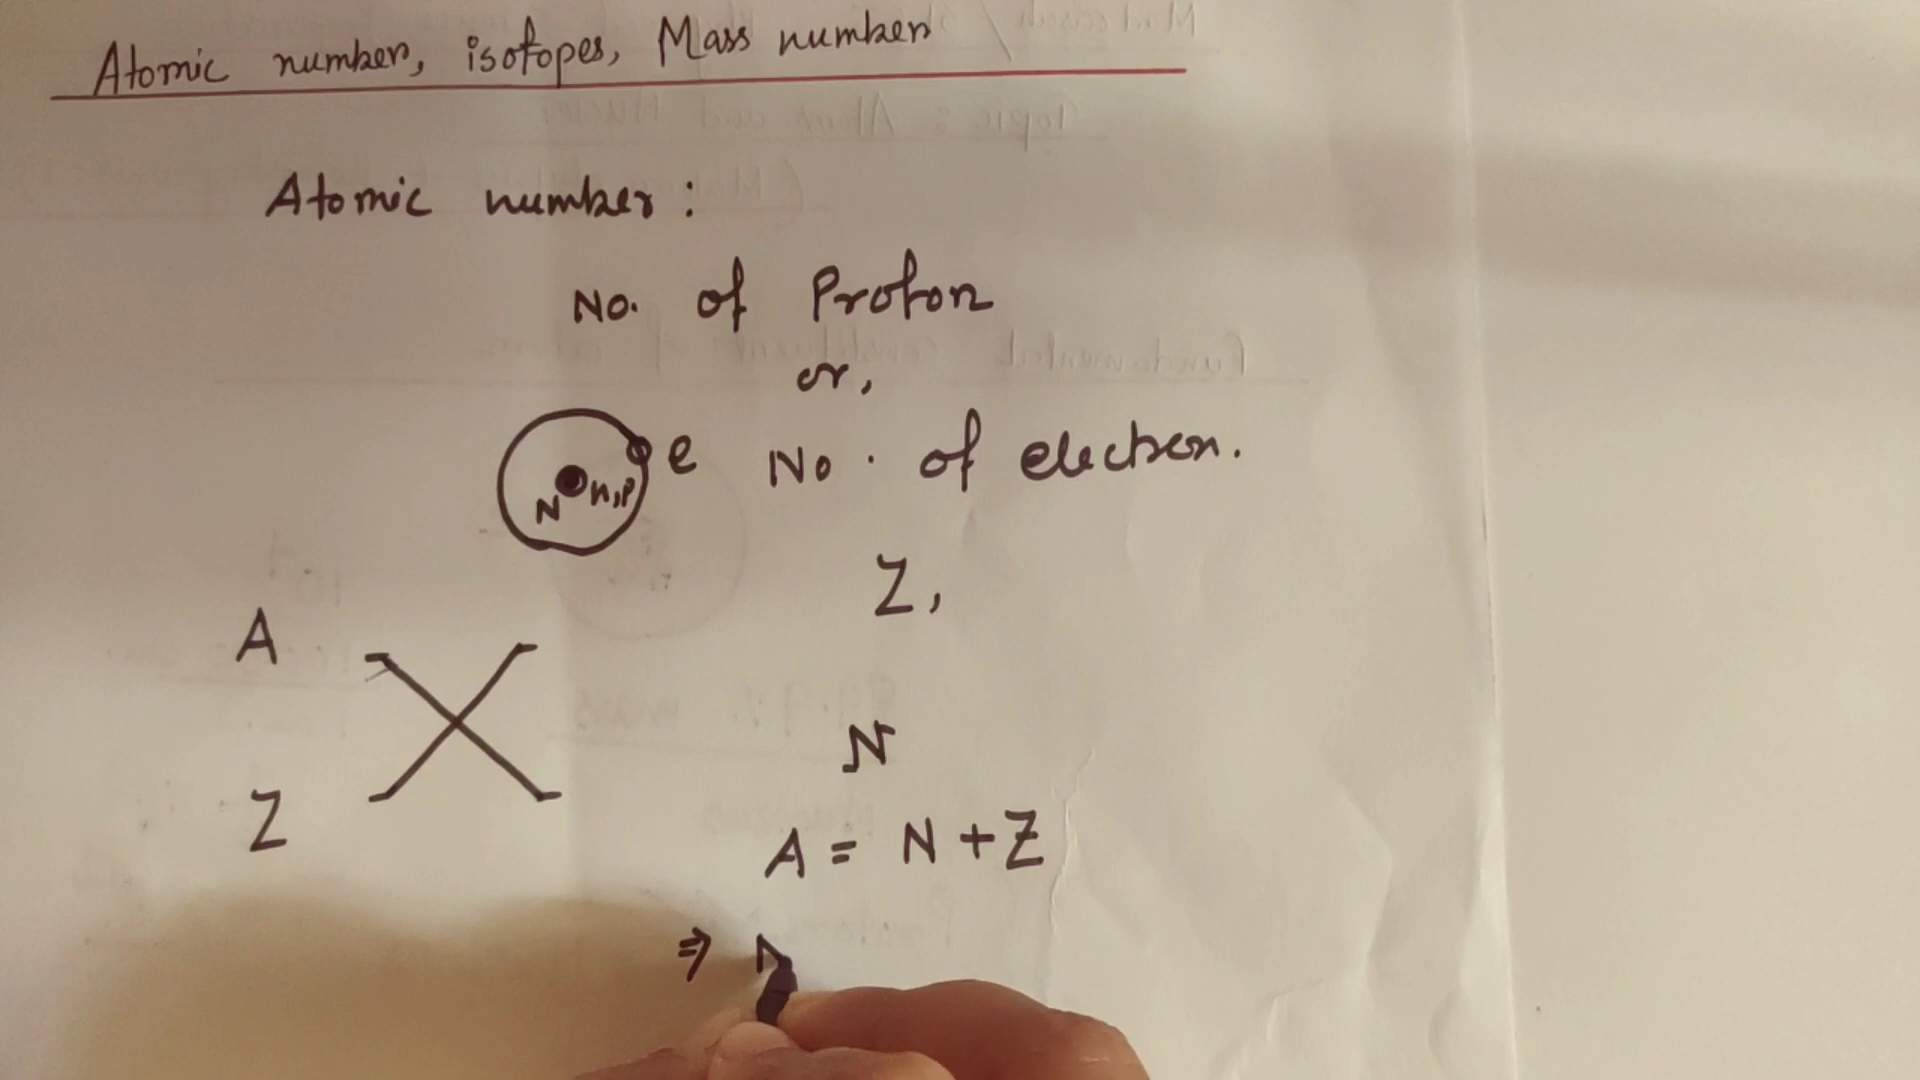 Atomic number, isotopes, Mass number
Atomic number:
No. of Proton
or,
e No. of electron.
N n,p
Z,
A
X
Z
N
A = N + Z
⇒ N